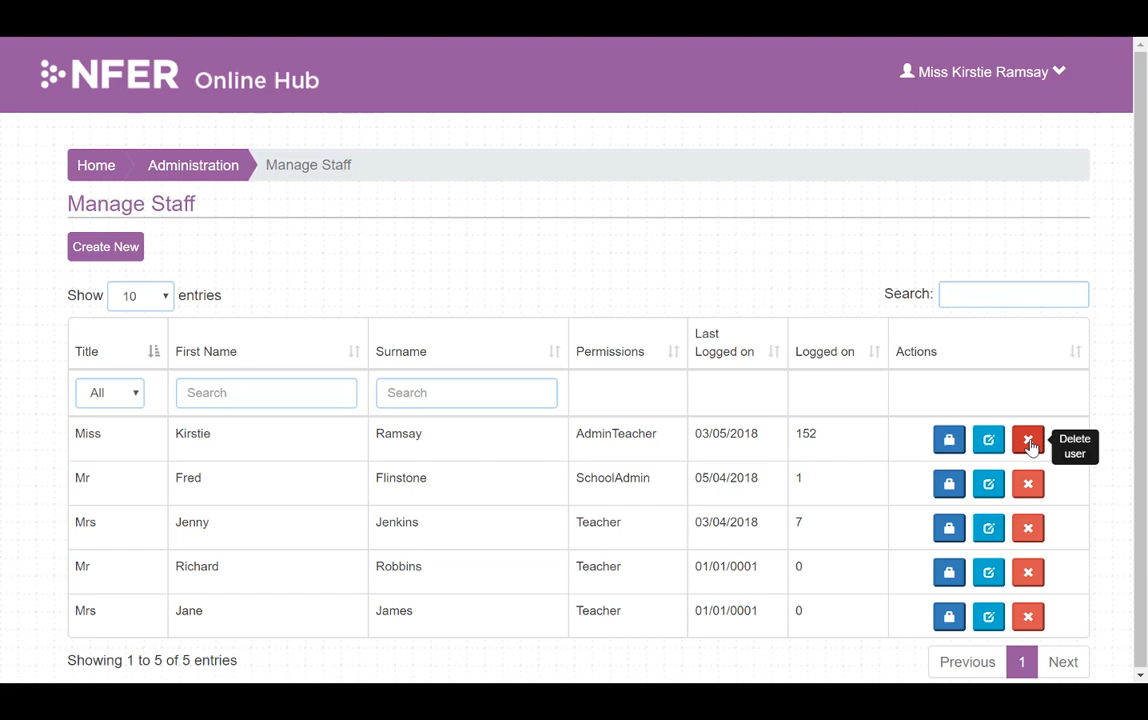 NFER Online Hub
Miss Kirstie Ramsay
Home Administration Manage Staff
Manage Staff
Create New
Show 10 entries Search:
Title First Name Surname Permissions Last Logged on Logged on Actions
All Search Search
Miss Kirstie Ramsay AdminTeacher 03/05/2018 152
Delete user
Mr Fred Flinstone SchoolAdmin 05/04/2018 1
Mrs Jenny Jenkins Teacher 03/04/2018 7
Mr Richard Robbins Teacher 01/01/0001 0
Mrs Jane James Teacher 01/01/0001 0
Showing 1 to 5 of 5 entries Previous 1 Next